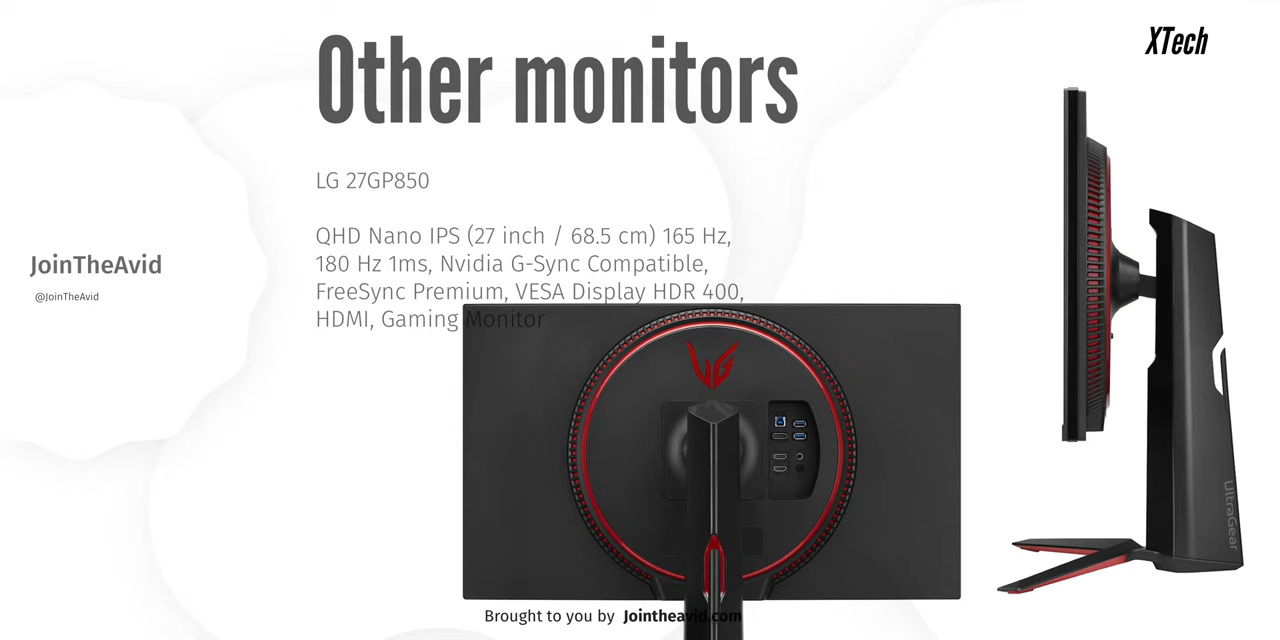 Other monitors
XTech
LG 27GP850
QHD Nano IPS (27 inch / 68.5 cm) 165 Hz,
180 Hz 1ms, Nvidia G-Sync Compatible,
FreeSync Premium, VESA Display HDR 400,
HDMI, Gaming Monitor
JoinTheAvid
@JoinTheAvid
UltraGear
Brought to you by Jointheavid.com